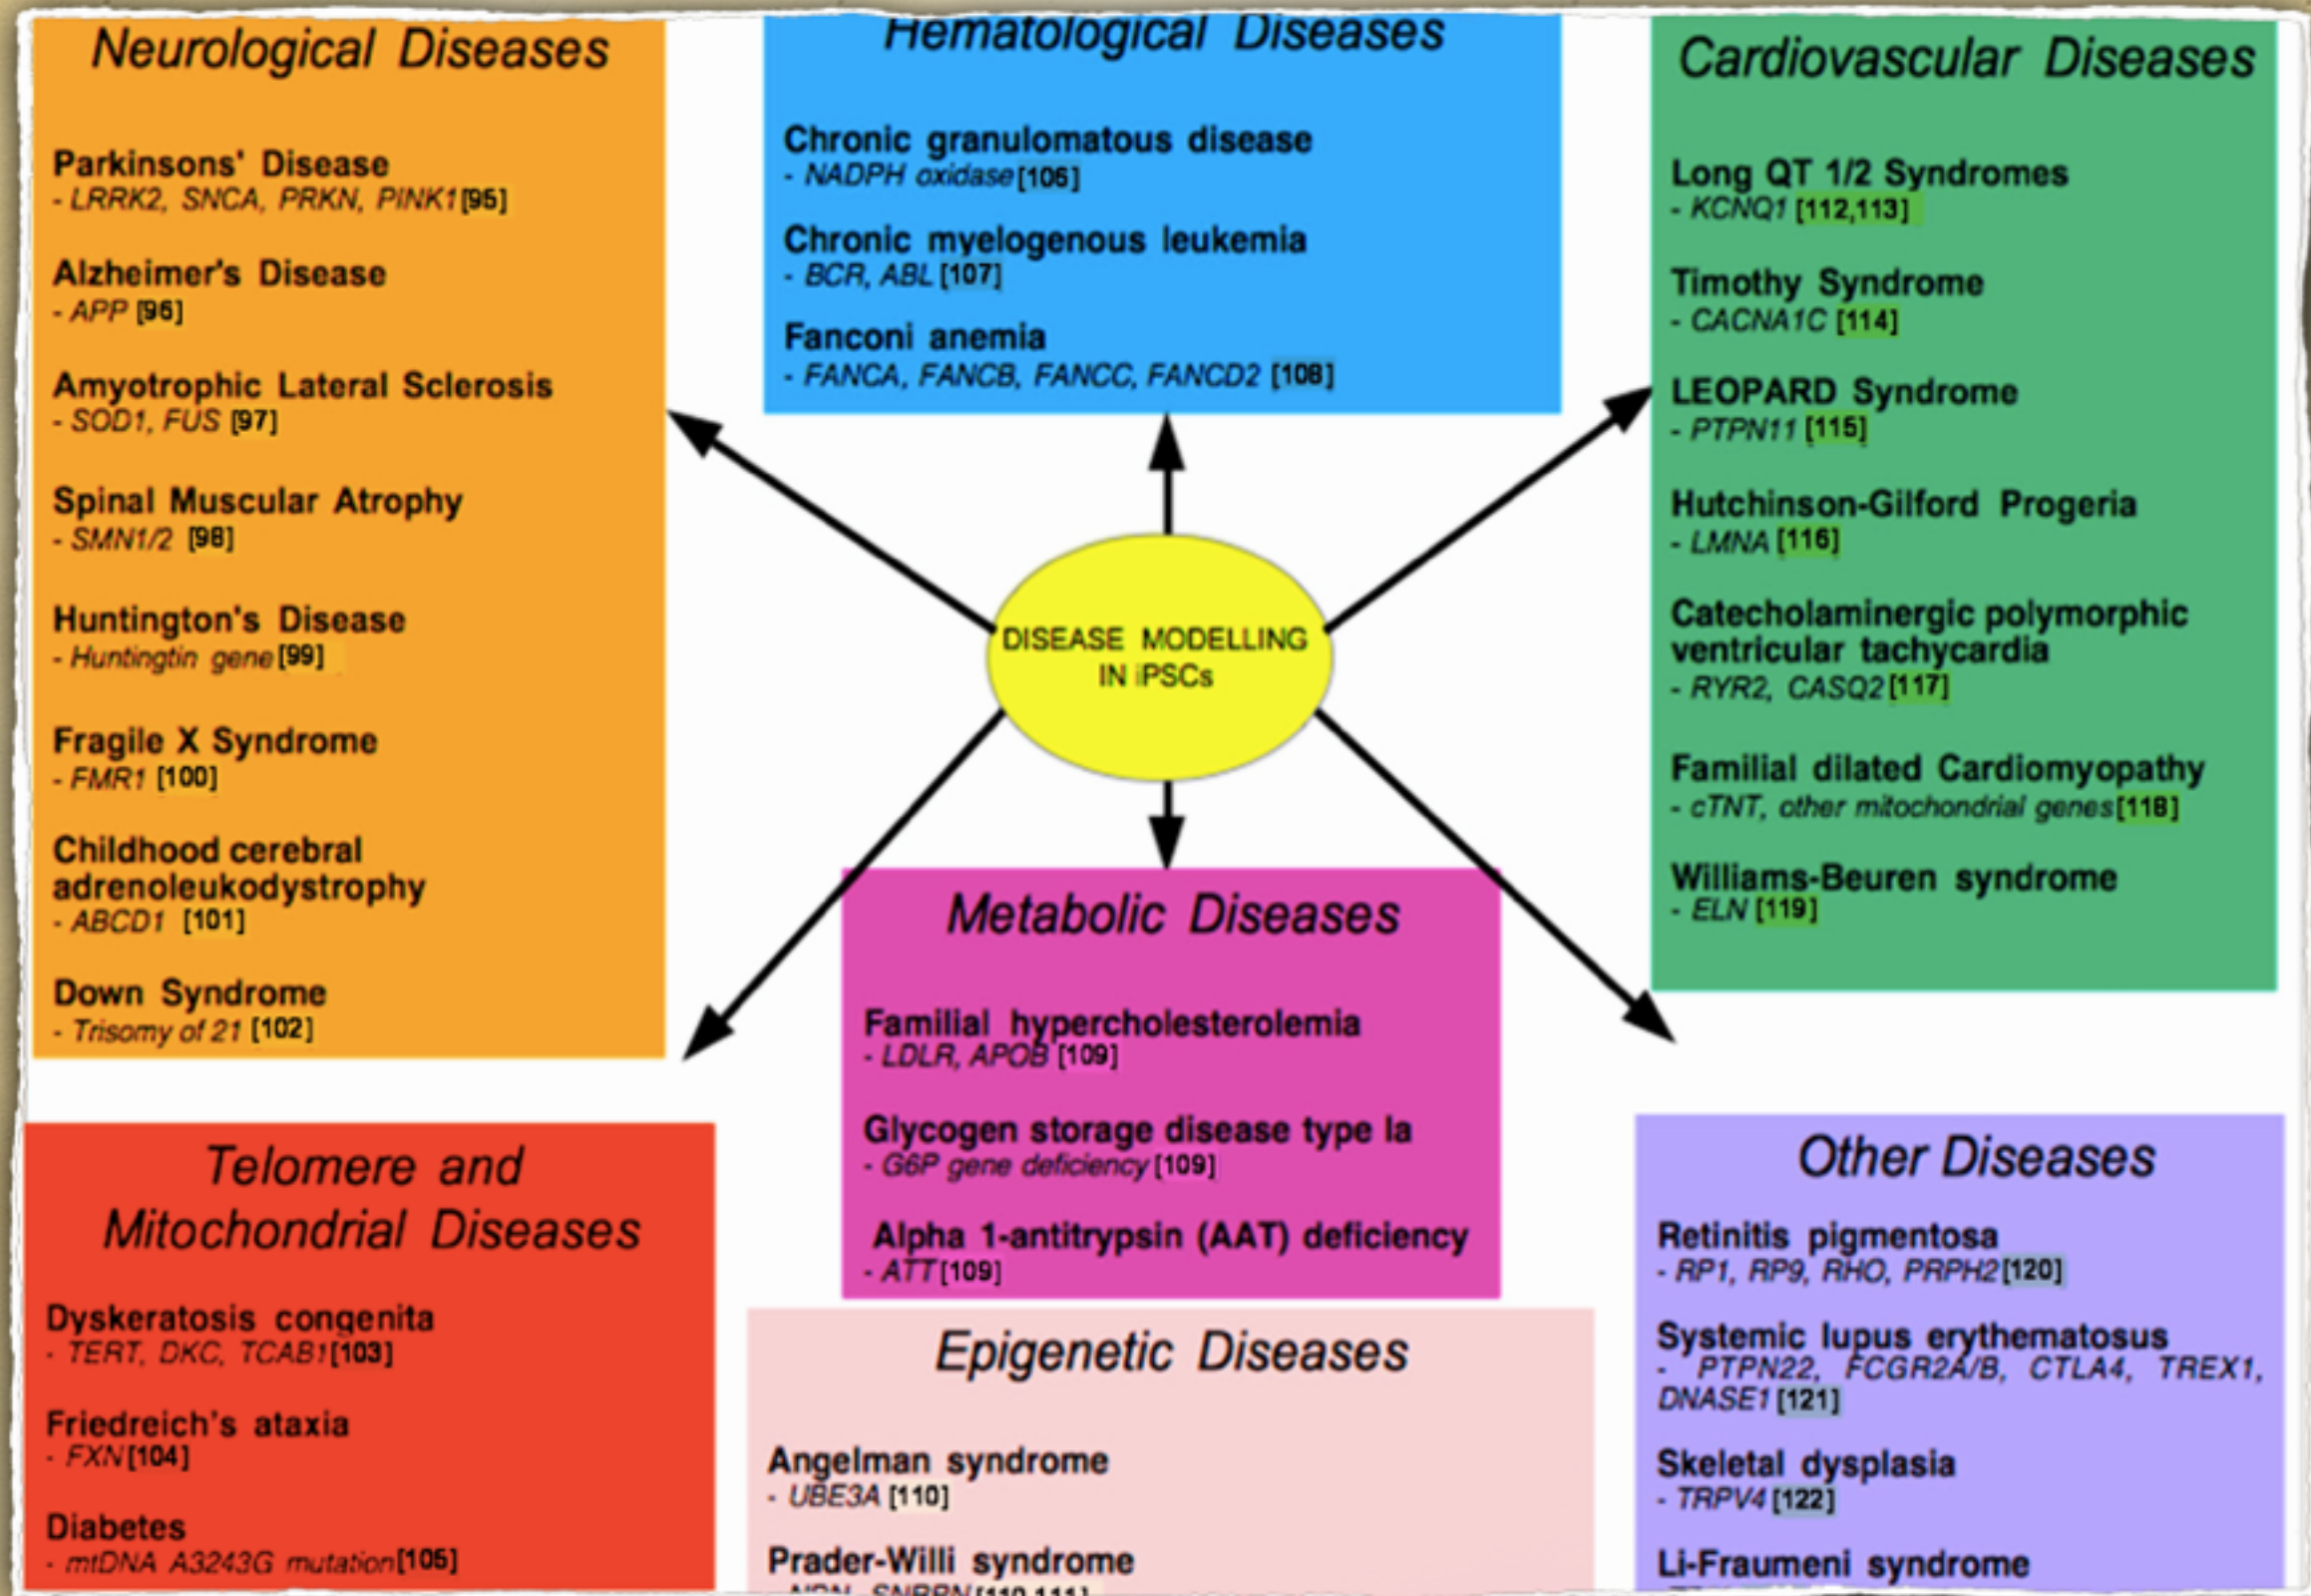 Neurological Diseases
Parkinsons' Disease
- LRRK2, SNCA, PRKN, PINK1[95]
Alzheimer's Disease
- APP [96]
Amyotrophic Lateral Sclerosis
- SOD1, FUS [97]
Spinal Muscular Atrophy
- SMN1/2 [98]
Huntington's Disease
- Huntingtin gene[99]
Fragile X Syndrome
- FMR1 [100]
Childhood cerebral
adrenoleukodystrophy
- ABCD1 [101]
Down Syndrome
- Trisomy of 21 [102]
Hematological Diseases
Chronic granulomatous disease
- NADPH oxidase[106]
Chronic myelogenous leukemia
- BCR, ABL [107]
Fanconi anemia
- FANCA, FANCB, FANCC, FANCD2 [108]
Cardiovascular Diseases
Long QT 1/2 Syndromes
- KCNQ1 [112,113]
Timothy Syndrome
- CACNA1C [114]
LEOPARD Syndrome
- PTPN11 [115]
Hutchinson-Gilford Progeria
- LMNA [116]
Catecholaminergic polymorphic
ventricular tachycardia
- RYR2, CASQ2[117]
Familial dilated Cardiomyopathy
- cTNT, other mitochondrial genes[118]
Williams-Beuren syndrome
- ELN [119]
DISEASE MODELLING
IN iPSCs
Telomere and
Mitochondrial Diseases
Dyskeratosis congenita
- TERT, DKC, TCAB1[103]
Friedreich's ataxia
- FXN[104]
Diabetes
- mtDNA A3243G mutation[105]
Metabolic Diseases
Familial hypercholesterolemia
- LDLR, APOB [109]
Glycogen storage disease type Ia
- G6P gene deficiency[109]
Alpha 1-antitrypsin (AAT) deficiency
- ATT[109]
Epigenetic Diseases
Angelman syndrome
- UBE3A [110]
Prader-Willi syndrome
Other Diseases
Retinitis pigmentosa
- RP1, RP9, RHO, PRPH2[120]
Systemic lupus erythematosus
- PTPN22, FCGR2A/B, CTLA4, TREX1,
DNASE1[121]
Skeletal dysplasia
- TRPV4[122]
Li-Fraumeni syndrome